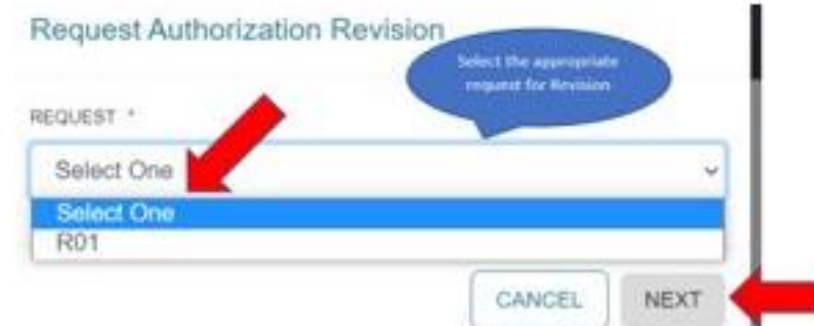 Request Authorization Revision
Select the appropriate
request for Revision
REQUEST *
Select One
Select One
R01
CANCEL
NEXT